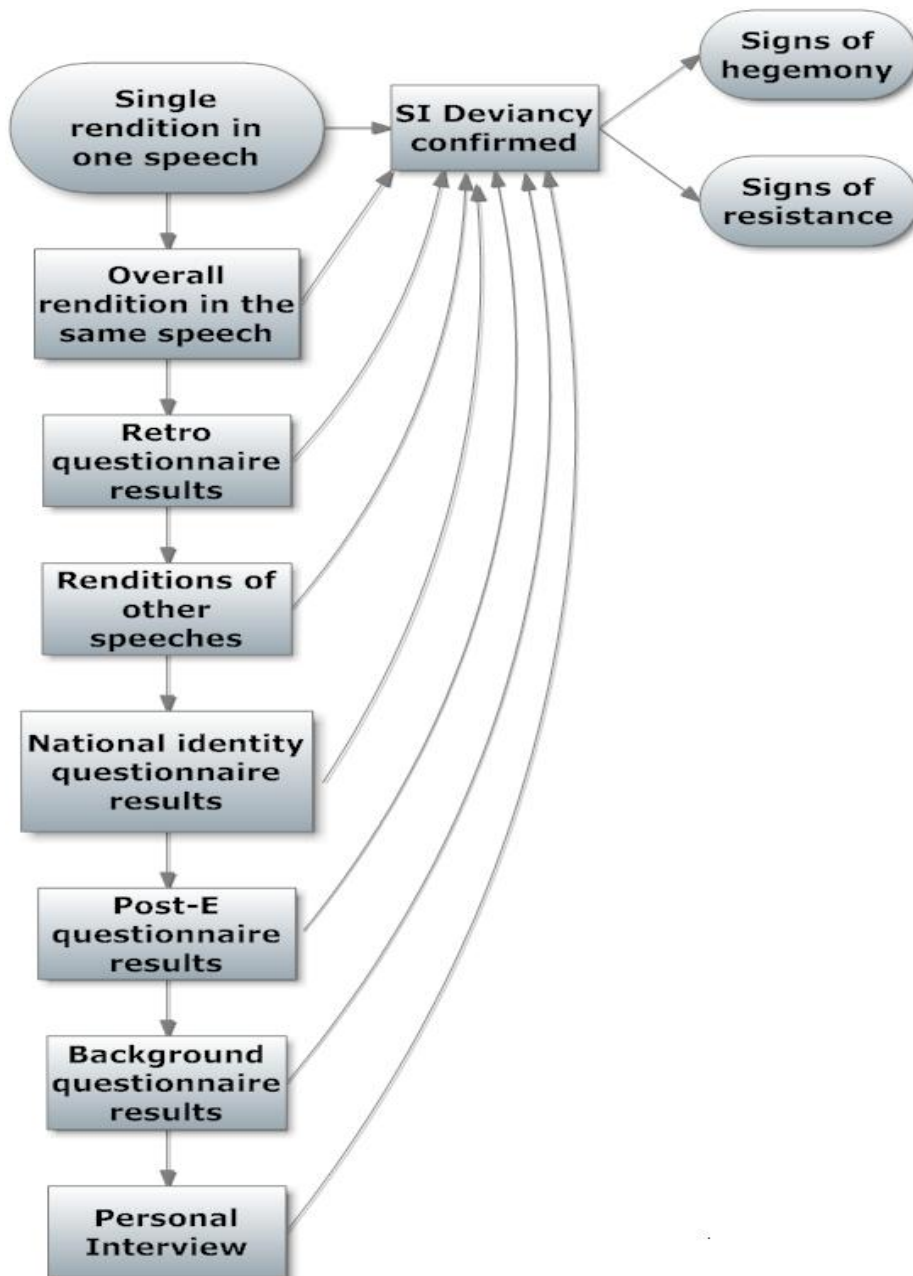 Single
rendition in
one speech
SI Deviancy
confirmed
Signs of
hegemony
Signs of
resistance
Overall
rendition in the
same speech
Retro
questionnaire
results
Renditions of
other
speeches
National identity
questionnaire
results
Post-E
questionnaire
results
Background
questionnaire
results
Personal
Interview